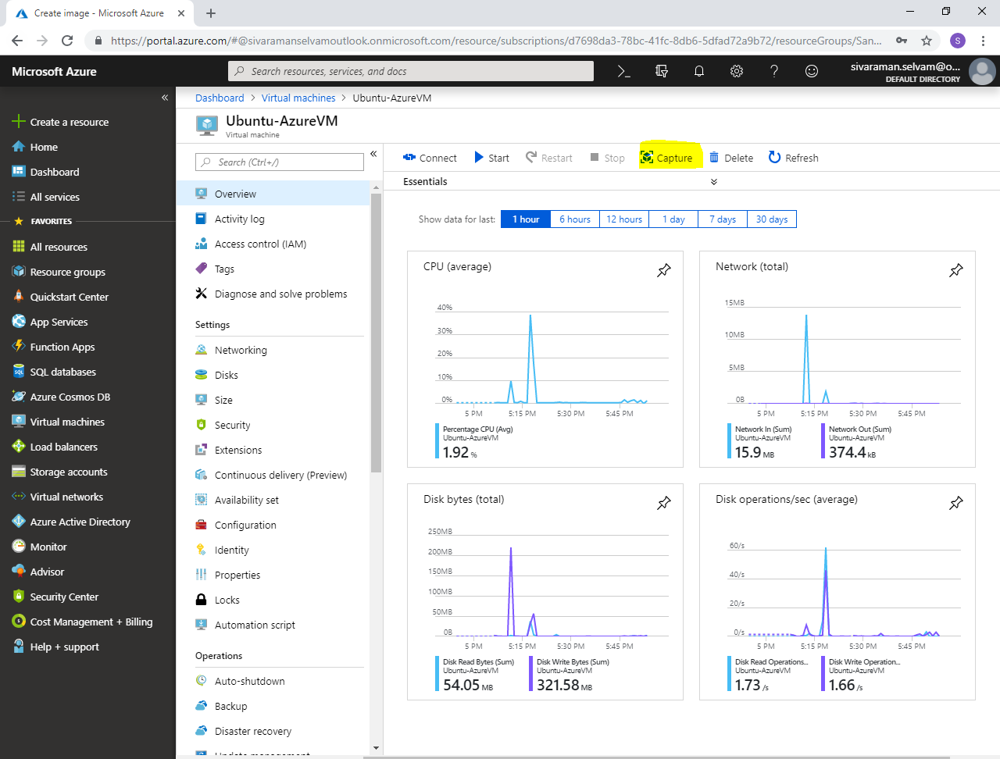 Create image - Microsoft Azure
https://portal.azure.com/#@sivaramanselvamoutlook.onmicrosoft.com/resource/subscriptions/d7698da3-78bc-41fc-8db6-5dfad72a9b72/resourceGroups/San...
S
Microsoft Azure
Search resources, services, and docs
sivaraman.selvam@o...
DEFAULT DIRECTORY
Create a resource
Home
Dashboard
All services
FAVORITES
All resources
Resource groups
Quickstart Center
App Services
Function Apps
SQL databases
Azure Cosmos DB
Virtual machines
Load balancers
Storage accounts
Virtual networks
Azure Active Directory
Monitor
Advisor
Security Center
Cost Management + Billing
Help + support
Dashboard > Virtual machines > Ubuntu-AzureVM
Ubuntu-AzureVM
Virtual machine
Search (Ctrl+/)
Overview
Activity log
Access control (IAM)
Tags
Diagnose and solve problems
Settings
Networking
Disks
Size
Security
Extensions
Continuous delivery (Preview)
Availability set
Configuration
Identity
Properties
Locks
Automation script
Operations
Auto-shutdown
Backup
Disaster recovery
Update management
Connect Start Restart Stop Capture Delete Refresh
Essentials
Show data for last: 1 hour 6 hours 12 hours 1 day 7 days 30 days
CPU (average)
40%
30%
20%
10%
0%
5 PM 5:15 PM 5:30 PM 5:45 PM
Percentage CPU (Avg)
Ubuntu-AzureVM
1.92 %
Network (total)
15MB
10MB
5MB
0B
5 PM 5:15 PM 5:30 PM 5:45 PM
Network In (Sum)
Ubuntu-AzureVM
15.9 MB
Network Out (Sum)
Ubuntu-AzureVM
374.4 kB
Disk bytes (total)
250MB
200MB
150MB
100MB
50MB
0B
5 PM 5:15 PM 5:30 PM 5:45 PM
Disk Read Bytes (Sum)
Ubuntu-AzureVM
54.05 MB
Disk Write Bytes (Sum)
Ubuntu-AzureVM
321.58 MB
Disk operations/sec (average)
60/s
40/s
20/s
0/s
5 PM 5:15 PM 5:30 PM 5:45 PM
Disk Read Operations...
Ubuntu-AzureVM
1.73 /s
Disk Write Operation...
Ubuntu-AzureVM
1.66 /s